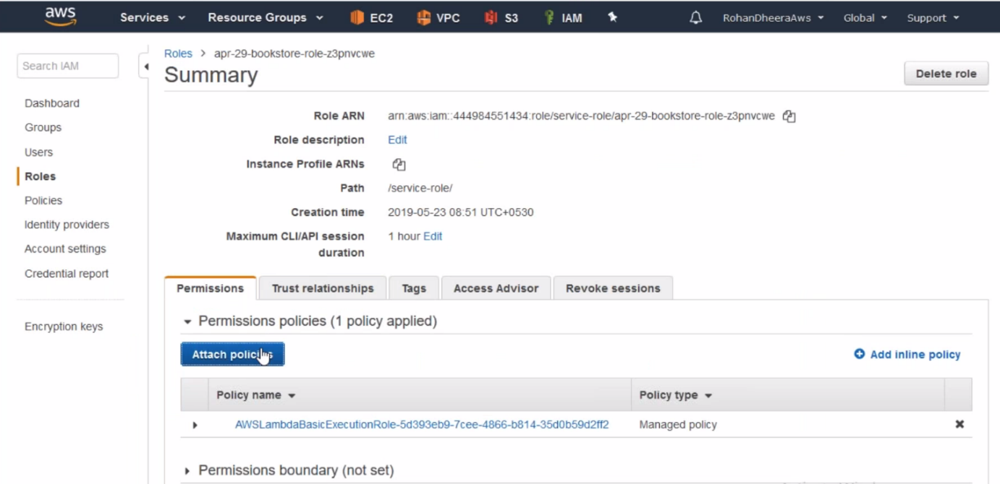 aws Services Resource Groups EC2 VPC S3 IAM RohanDheeraAws Global Support
Search IAM
Dashboard
Groups
Users
Roles
Policies
Identity providers
Account settings
Credential report
Encryption keys
Roles > apr-29-bookstore-role-z3pnvcwe
Summary
Delete role
Role ARN arn:aws:iam::444984551434:role/service-role/apr-29-bookstore-role-z3pnvcwe
Role description Edit
Instance Profile ARNs
Path /service-role/
Creation time 2019-05-23 08:51 UTC+0530
Maximum CLI/API session 1 hour Edit
duration
Permissions Trust relationships Tags Access Advisor Revoke sessions
Permissions policies (1 policy applied)
Attach policies Add inline policy
Policy name Policy type
AWSLambdaBasicExecutionRole-5d393eb9-7cee-4866-b814-35d0b59d2ff2 Managed policy
Permissions boundary (not set)